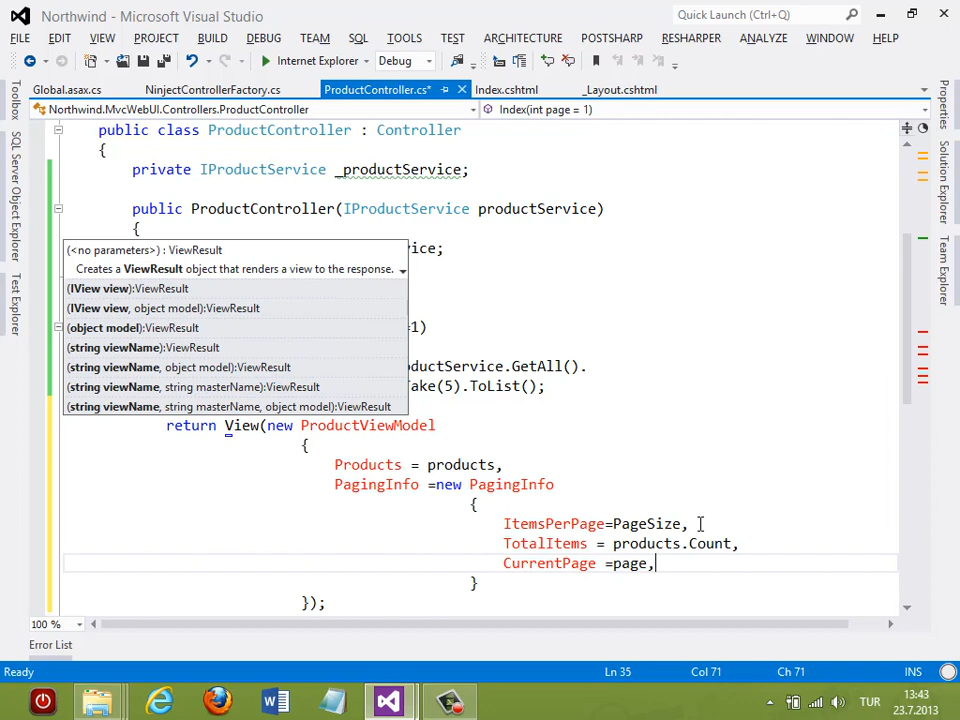 Northwind - Microsoft Visual Studio
Quick Launch (Ctrl+Q)
FILE EDIT VIEW PROJECT BUILD DEBUG TEAM SQL TOOLS TEST ARCHITECTURE POSTSHARP RESHARPER ANALYZE WINDOW HELP
Internet Explorer Debug
Global.asax.cs NinjectControllerFactory.cs ProductController.cs* Index.cshtml _Layout.cshtml
Northwind.MvcWebUI.Controllers.ProductController Index(int page = 1)
Toolbox
SQL Server Object Explorer
Test Explorer
Properties
Solution Explorer
Team Explorer
public class ProductController : Controller
{
private IProductService _productService;
public ProductController(IProductService productService)
{
vice;
(<no parameters>) : ViewResult
Creates a ViewResult object that renders a view to the response.
(IView view):ViewResult
(IView view, object model):ViewResult
(object model):ViewResult
=1)
(string viewName):ViewResult
(string viewName, object model):ViewResult
oductService.GetAll().
(string viewName, string masterName):ViewResult
Take(5).ToList();
(string viewName, string masterName, object model):ViewResult
return View(new ProductViewModel
{
Products = products,
PagingInfo =new PagingInfo
{
ItemsPerPage=PageSize,
TotalItems = products.Count,
CurrentPage =page,
}
});
100 %
Error List
Ready Ln 35 Col 71 Ch 71 INS
TUR
13:43
23.7.2013